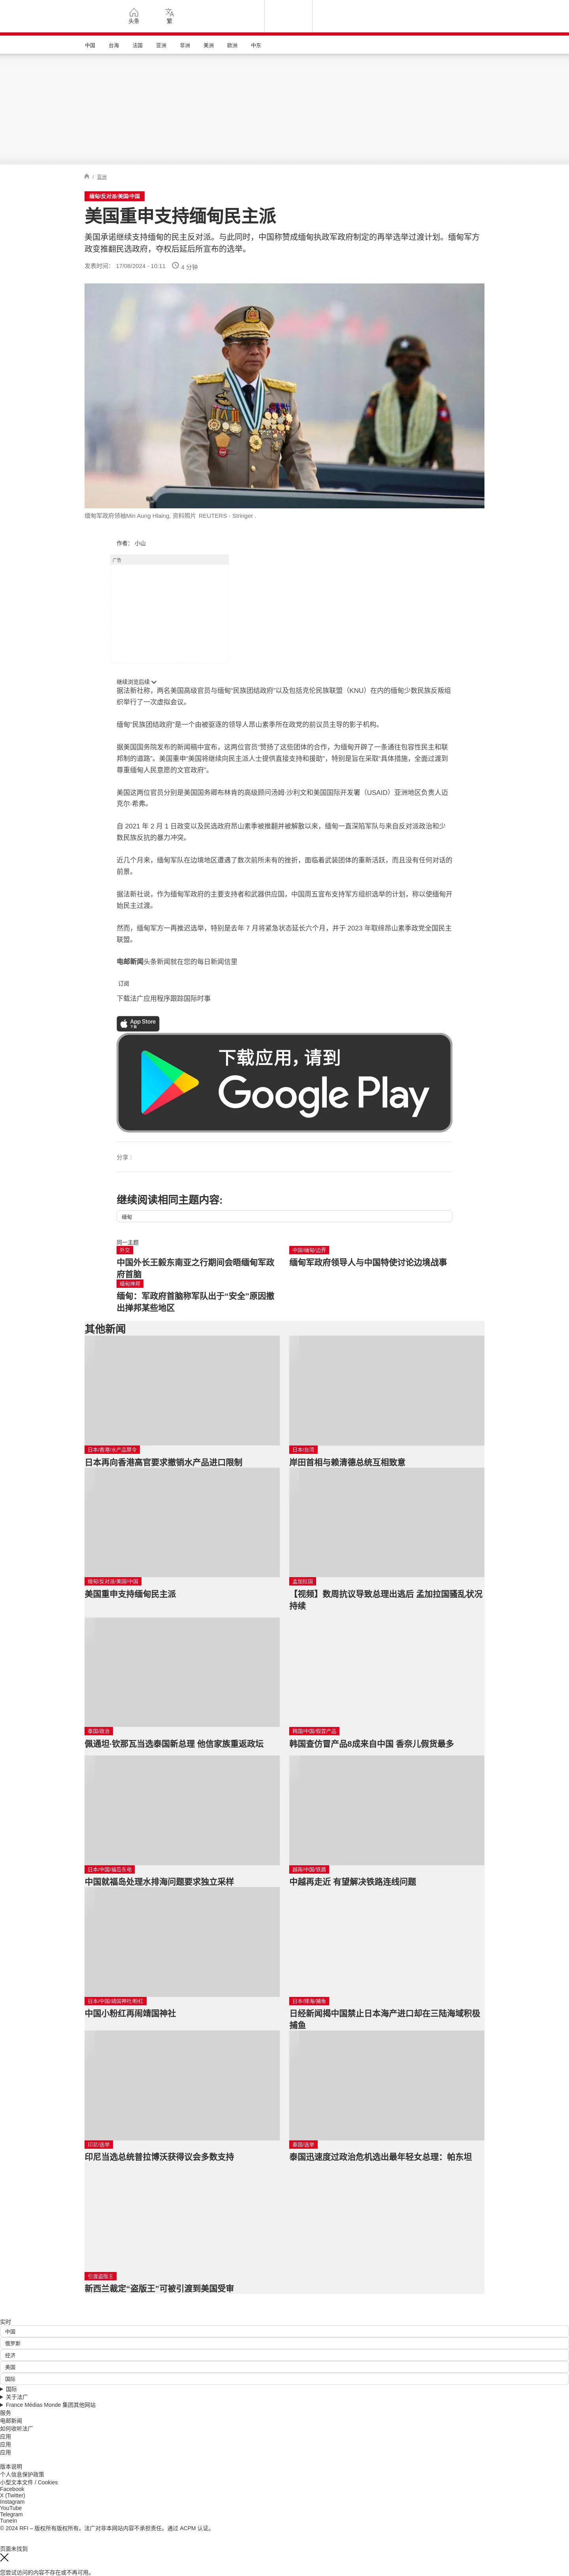 头条
繁
中国
台海
法国
亚洲
非洲
美洲
欧洲
中东
/ 亚洲
缅甸/反对派/美国/中国
美国重申支持缅甸民主派
美国承诺继续支持缅甸的民主反对派。与此同时，中国称赞成缅甸执政军政府制定的再举选举过渡计划。缅甸军方政变推翻民选政府，夺权后延后所宣布的选举。
发表时间： 17/08/2024 - 10:11
4 分钟
缅甸军政府领袖Min Aung Hlaing, 资料照片 REUTERS - Stringer .
作者： 小山
广告
继续浏览后续
据法新社称，两名美国高级官员与缅甸“民族团结政府”以及包括克伦民族联盟（KNU）在内的缅甸少数民族反叛组织举行了一次虚拟会议。
缅甸“民族团结政府”是一个由被驱逐的领导人昂山素季所在政党的前议员主导的影子机构。
据美国国务院发布的新闻稿中宣布，这两位官员“赞扬了这些团体的合作，为缅甸开辟了一条通往包容性民主和联邦制的道路”。美国重申“美国将继续向民主派人士提供直接支持和援助”，特别是旨在采取“具体措施，全面过渡到尊重缅甸人民意愿的文官政府”。
美国这两位官员分别是美国国务卿布林肯的高级顾问汤姆·沙利文和美国国际开发署（USAID）亚洲地区负责人迈克尔·希弗。
自 2021 年 2 月 1 日政变以及民选政府昂山素季被推翻并被解散以来，缅甸一直深陷军队与来自反对派政治和少数民族反抗的暴力冲突。
近几个月来，缅甸军队在边境地区遭遇了数次前所未有的挫折，面临着武装团体的重新活跃，而且没有任何对话的前景。
据法新社说，作为缅甸军政府的主要支持者和武器供应国，中国周五宣布支持军方组织选举的计划，称以使缅甸开始民主过渡。
然而，缅甸军方一再推迟选举，特别是去年 7 月将紧急状态延长六个月，并于 2023 年取缔昂山素季政党全国民主联盟。
电邮新闻头条新闻就在您的每日新闻信里
订阅
下载法广应用程序跟踪国际时事
App Store
下载
下载应用，请到
Google Play
分享 :
继续阅读相同主题内容:
缅甸
同一主题
外交
中国外长王毅东南亚之行期间会晤缅甸军政府首脑
中国/缅甸/边界
缅甸军政府领导人与中国特使讨论边境战事
缅甸掸邦
缅甸：军政府首脑称军队出于“安全”原因撤出掸邦某些地区
其他新闻
日本/香港/水产品禁令
日本再向香港高官要求撤销水产品进口限制
日本/台湾
岸田首相与赖清德总统互相致意
缅甸/反对派/美国/中国
美国重申支持缅甸民主派
孟加拉国
【视频】数周抗议导致总理出逃后 孟加拉国骚乱状况持续
泰国/政治
佩通坦·钦那瓦当选泰国新总理 他信家族重返政坛
韩国/中国/假冒产品
韩国查仿冒产品8成来自中国 香奈儿假货最多
日本/中国/福岛核电
中国就福岛处理水排海问题要求独立采样
越南/中国/铁路
中越再走近 有望解决铁路连线问题
日本/中国/靖国神社/粉红
中国小粉红再闹靖国神社
日本/排海/捕鱼
日经新闻揭中国禁止日本海产进口却在三陆海域积极捕鱼
印尼/选举
印尼当选总统普拉博沃获得议会多数支持
泰国/选举
泰国迅速度过政治危机选出最年轻女总理：帕东坦
引渡盗版王
新西兰裁定“盗版王”可被引渡到美国受审
实时
中国
俄罗斯
经济
美国
国际
国际
关于法广
France Médias Monde 集团其他网站
服务
电邮新闻
如何收听法广
应用
应用
应用
版本说明
个人信息保护政策
小型文本文件 / Cookies
Facebook
X (Twitter)
Instagram
YouTube
Telegram
TuneIn
© 2024 RFI – 版权所有版权所有。法广对非本网站内容不承担责任。通过 ACPM 认证。
页面未找到
您尝试访问的内容不存在或不再可用。